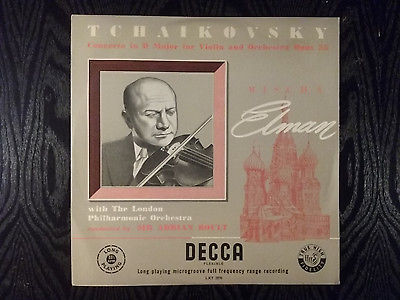 TCHAIKOVSKY
Concerto in D Major for Violin and Orchestra Opus 35
MISCHA
Elman
with The London
Philharmonic Orchestra
conducted by SIR ADRIAN BOULT
LONG
PLAYING
DECCA
FLEXIBLE
Long playing microgroove full frequency range recording